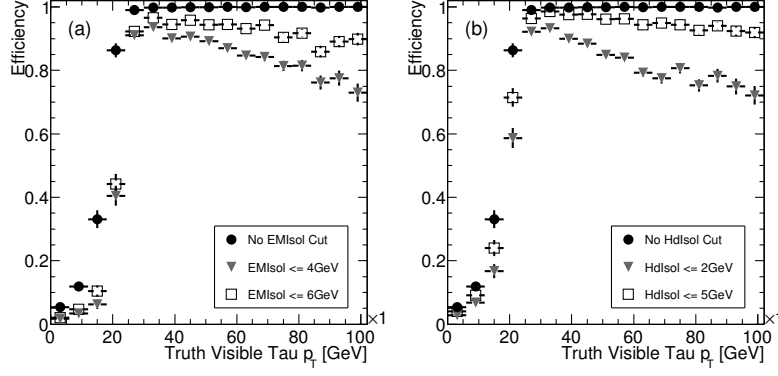 Efficiency
(a)
1
0.8
0.6
0.4
0.2
0
No EMIsol Cut
EMIsol <= 4GeV
EMIsol <= 6GeV
0 20 40 60 80 100
×1
Truth Visible Tau p_T [GeV]
Efficiency
(b)
1
0.8
0.6
0.4
0.2
0
No HdIsol Cut
HdIsol <= 2GeV
HdIsol <= 5GeV
0 20 40 60 80 100
×1
Truth Visible Tau p_T [GeV]